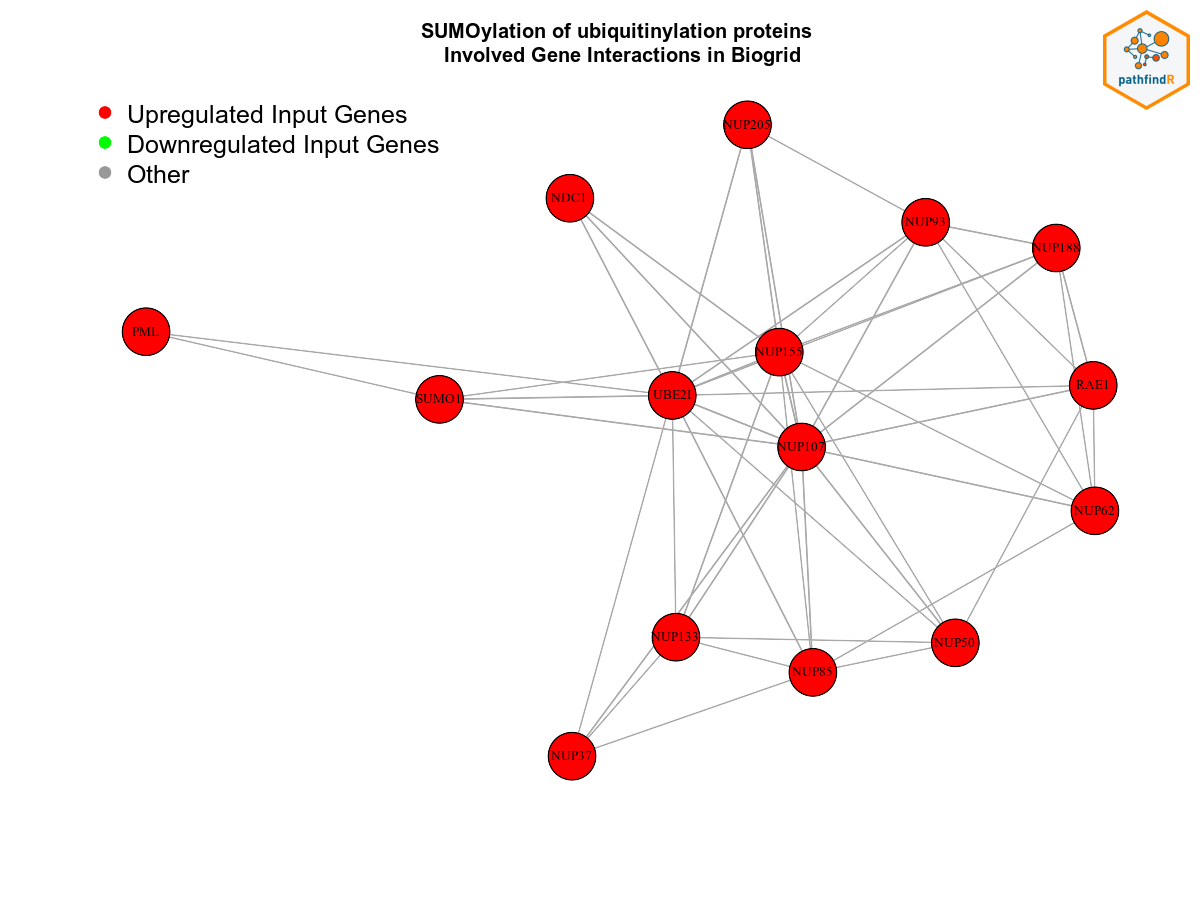 SUMOylation of ubiquitinylation proteins
Involved Gene Interactions in Biogrid
pathfindR
Upregulated Input Genes
Downregulated Input Genes
Other
NUP205
NDC1
NUP93
NUP188
PML
NUP155
SUMO1
UBE2I
RAE1
NUP107
NUP62
NUP133
NUP50
NUP85
NUP37